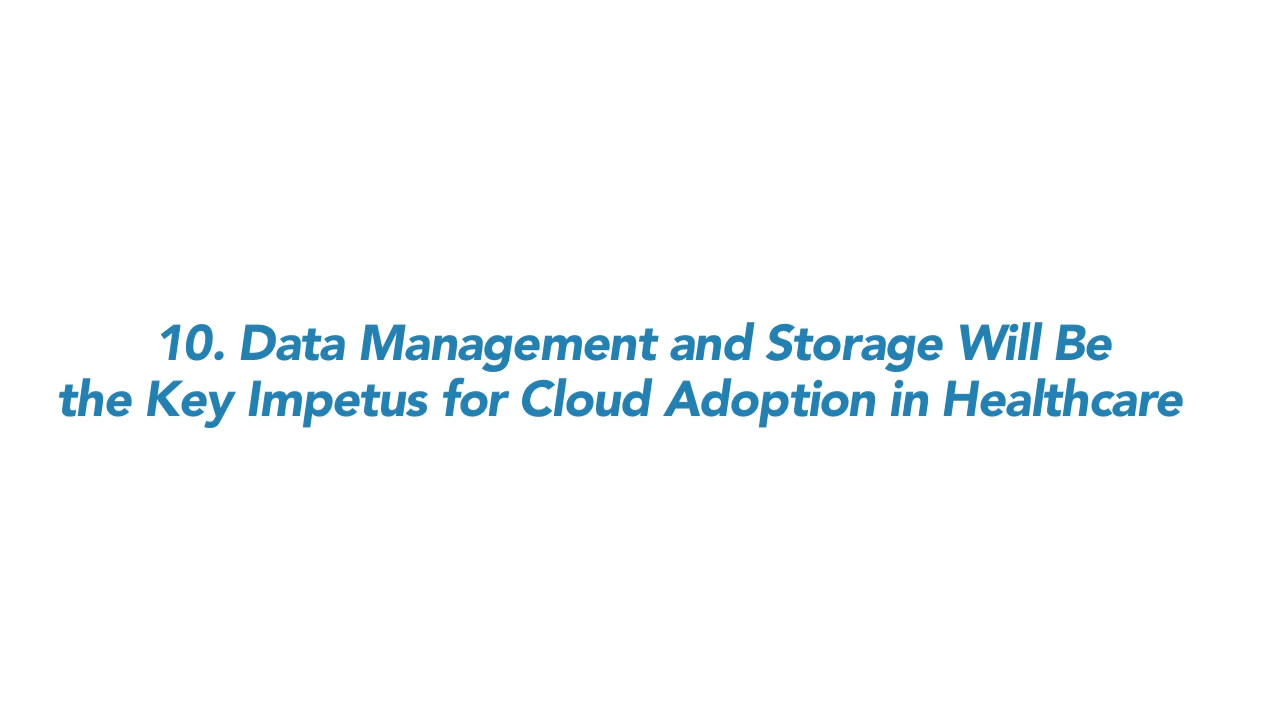 10. Data Management and Storage Will Be
the Key Impetus for Cloud Adoption in Healthcare